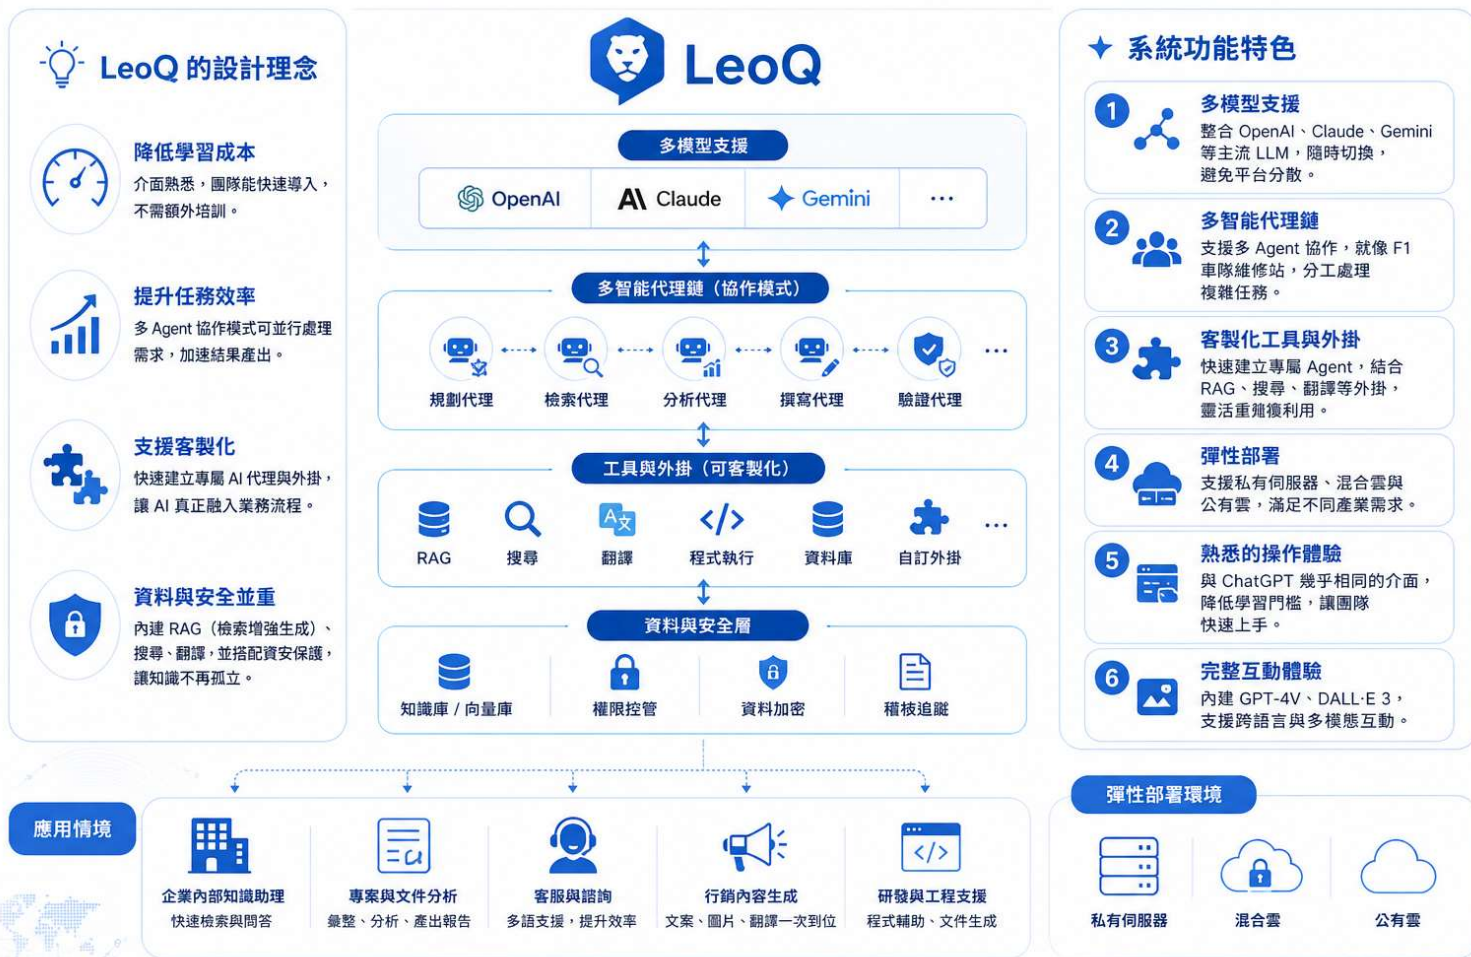 LeoQ 的設計理念
降低學習成本
介面熟悉，團隊能快速導入，
不需額外培訓。
提升任務效率
多 Agent 協作模式可並行處理
需求，加速結果產出。
支援客製化
快速建立專屬 AI 代理與外掛，
讓 AI 真正融入業務流程。
資料與安全並重
內建 RAG（檢索增強生成）、
搜尋、翻譯，並搭配資安保護，
讓知識不再孤立。
LeoQ
多模型支援
OpenAI
Claude
Gemini
...
多智能代理鏈（協作模式）
規劃代理
檢索代理
分析代理
撰寫代理
驗證代理
...
工具與外掛（可客製化）
A文
</>
RAG
搜尋
翻譯
程式執行
資料庫
自訂外掛
...
資料與安全層
知識庫 / 向量庫
權限控管
資料加密
系統功能特色
1
多模型支援
整合 OpenAI、Claude、Gemini
等主流 LLM，隨時切換，
避免平台分散。
2
多智能代理鏈
支援多 Agent 協作，就像 F1
車隊維修站，分工處理
複雜任務。
3
客製化工具與外掛
快速建立專屬 Agent，結合
RAG、搜尋、翻譯等外掛，
靈活重利用。
4
彈性部署
支援私有伺服器、混合雲與
公有雲，滿足不同產業需求。
5
熟悉的操作體驗
與 ChatGPT 幾乎相同的介面，
降低學習門檻，讓團隊
快速上手。
6
完整互動體驗
內建 GPT-4V、DALL·E 3，
支援跨語言與多模態互動。
應用情境
企業內部知識助理
快速檢索與問答
專案與文件分析
彙整、分析、產出報告
客服與諮詢
多語支援，提升效率
行銷內容生成
文案、圖片、翻譯一次到位
</>
研發與工程支援
程式輔助、文件生成
彈性部署環境
私有伺服器
混合雲
公有雲